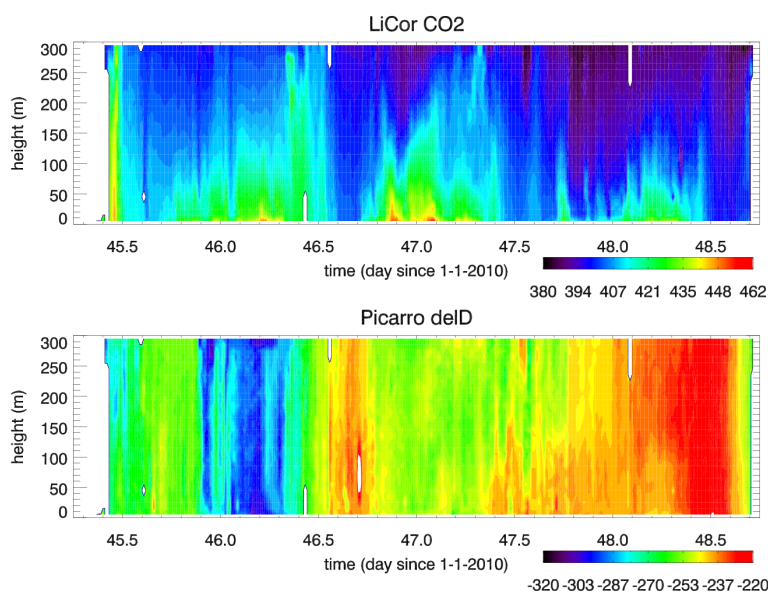 LiCor CO2
300
250
200
150
100
50
0
height (m)
45.5 46.0 46.5 47.0 47.5 48.0 48.5
time (day since 1-1-2010)
380 394 407 421 435 448 462
Picarro delD
300
250
200
150
100
50
0
height (m)
45.5 46.0 46.5 47.0 47.5 48.0 48.5
time (day since 1-1-2010)
-320 -303 -287 -270 -253 -237 -220